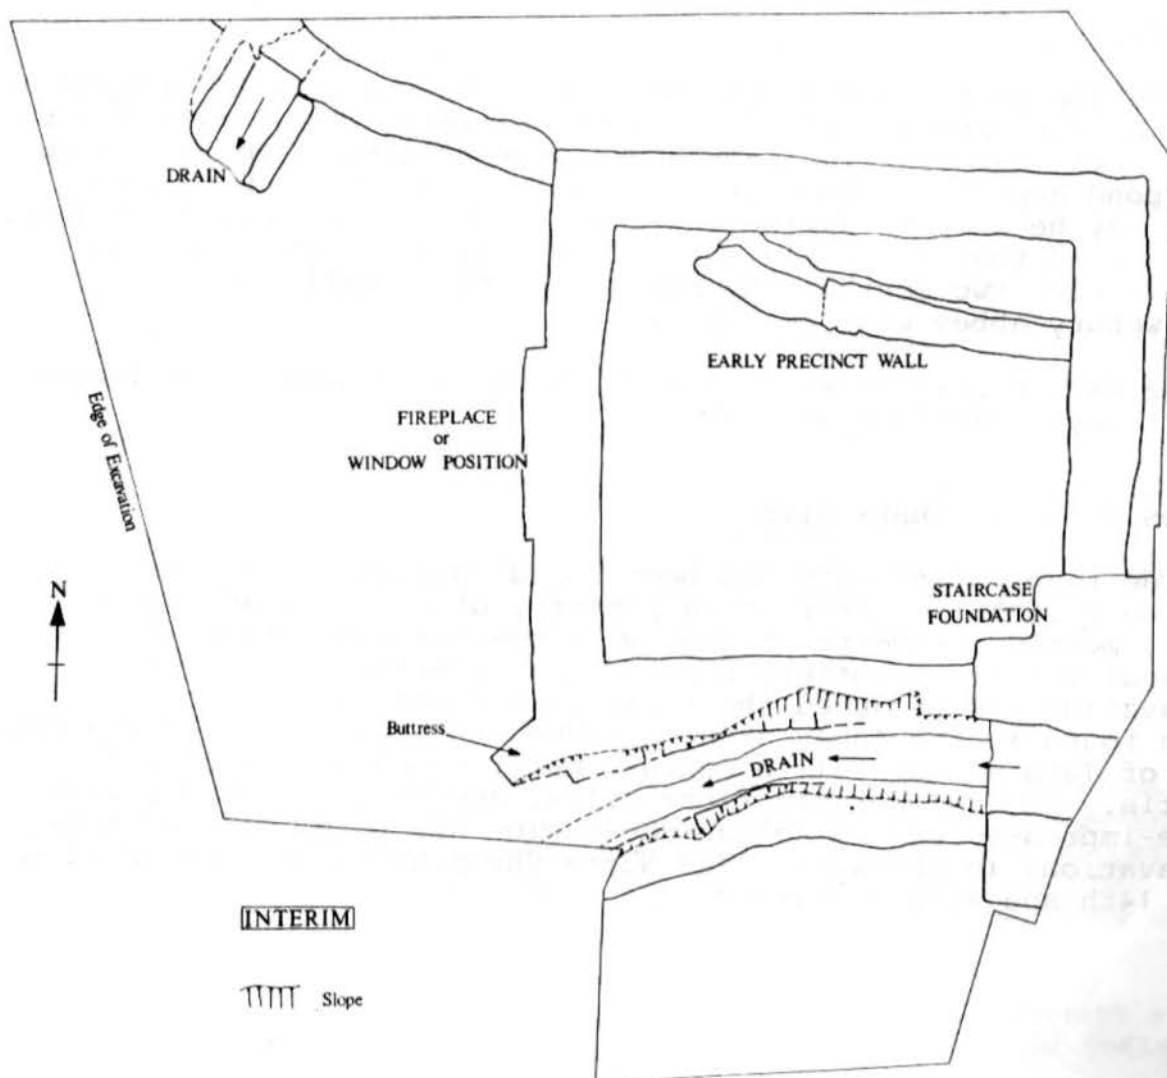 DRAIN
EARLY PRECINCT WALL
FIREPLACE
or
WINDOW POSITION
Edge of Excavation
N
STAIRCASE
FOUNDATION
Buttress
DRAIN
INTERIM
Slope